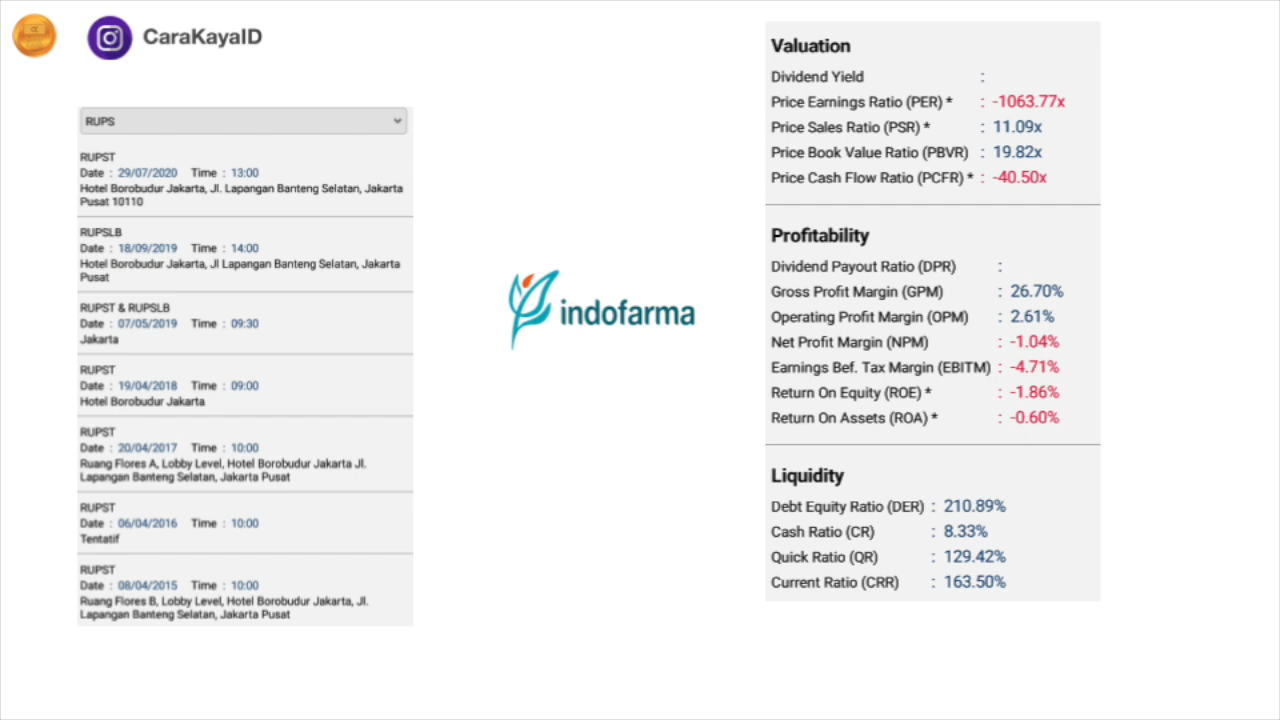 CaraKayaID
RUPS
RUPST
Date : 29/07/2020 Time : 13:00
Hotel Borobudur Jakarta, Jl. Lapangan Banteng Selatan, Jakarta
Pusat 10110
RUPSLB
Date : 18/09/2019 Time : 14:00
Hotel Borobudur Jakarta, Jl Lapangan Banteng Selatan, Jakarta
Pusat
RUPST & RUPSLB
Date : 07/05/2019 Time : 09:30
Jakarta
RUPST
Date : 19/04/2018 Time : 09:00
Hotel Borobudur Jakarta
RUPST
Date : 20/04/2017 Time : 10:00
Ruang Flores A, Lobby Level, Hotel Borobudur Jakarta Jl.
Lapangan Banteng Selatan, Jakarta Pusat
RUPST
Date : 06/04/2016 Time : 10:00
Tentatif
RUPST
Date : 08/04/2015 Time : 10:00
Ruang Flores B, Lobby Level, Hotel Borobudur Jakarta, Jl.
Lapangan Banteng Selatan, Jakarta Pusat
indofarma
Valuation
Dividend Yield :
Price Earnings Ratio (PER) * : -1063.77x
Price Sales Ratio (PSR) * : 11.09x
Price Book Value Ratio (PBVR) : 19.82x
Price Cash Flow Ratio (PCFR) * : -40.50x
Profitability
Dividend Payout Ratio (DPR) :
Gross Profit Margin (GPM) : 26.70%
Operating Profit Margin (OPM) : 2.61%
Net Profit Margin (NPM) : -1.04%
Earnings Bef. Tax Margin (EBITM) : -4.71%
Return On Equity (ROE) * : -1.86%
Return On Assets (ROA) * : -0.60%
Liquidity
Debt Equity Ratio (DER) : 210.89%
Cash Ratio (CR) : 8.33%
Quick Ratio (QR) : 129.42%
Current Ratio (CRR) : 163.50%